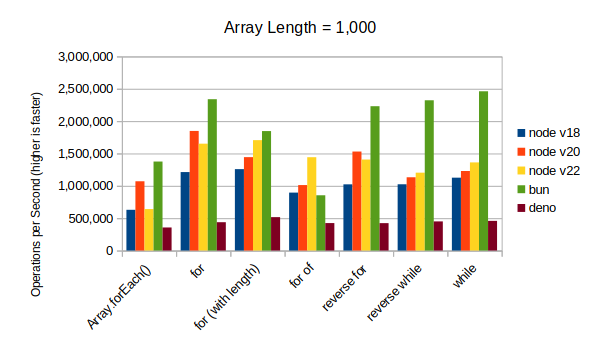 Array Length = 1,000
Operations per Second (higher is faster)
3,000,000
2,500,000
2,000,000
1,500,000
1,000,000
500,000
0
Array.forEach()
for
for (with length)
for of
reverse for
reverse while
while
node v18
node v20
node v22
bun
deno